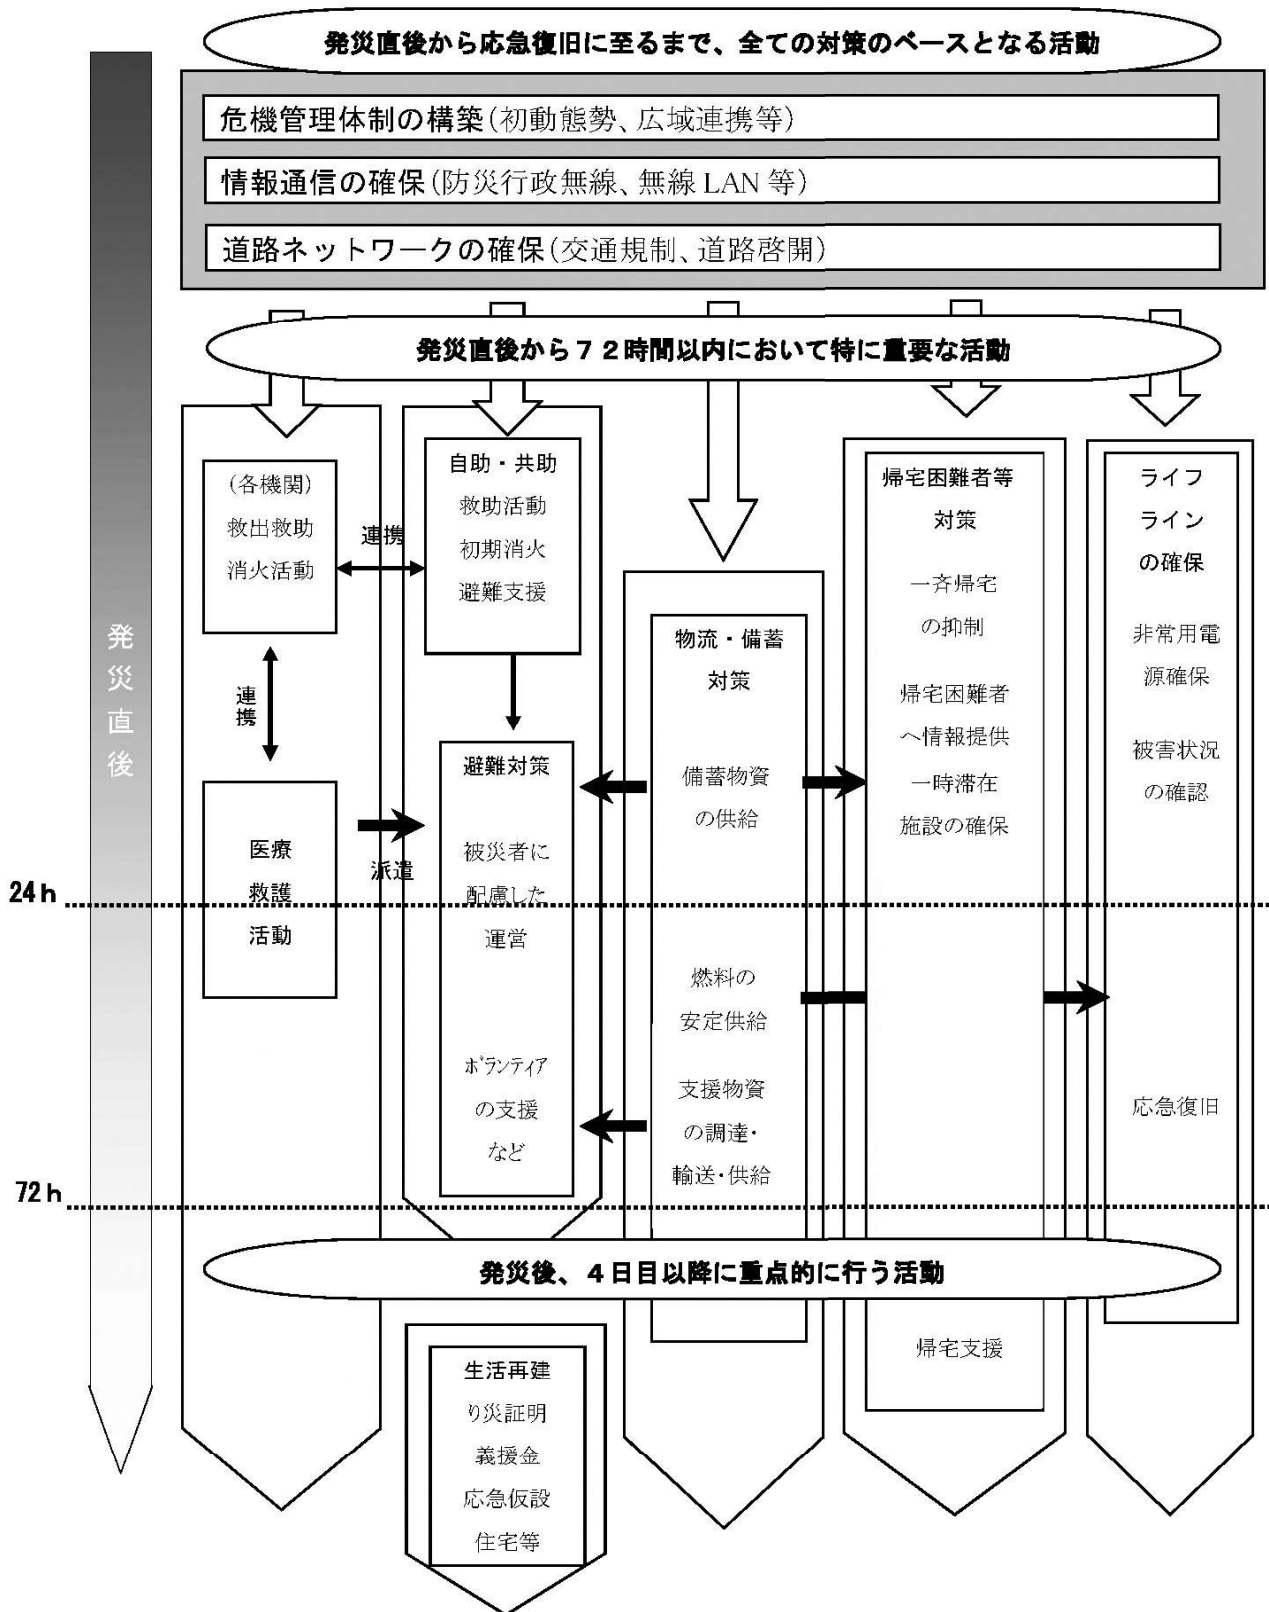 発災直後から応急復旧に至るまで、全ての対策のベースとなる活動
危機管理体制の構築(初動態勢、広域連携等)
情報通信の確保(防災行政無線、無線 LAN 等)
道路ネットワークの確保(交通規制、道路啓開)
発災直後から７２時間以内において特に重要な活動
発災直後
24h
72h
(各機関)
救出救助
消火活動
連携
連携
医療
救護
活動
派遣
自助・共助
救助活動
初期消火
避難支援
避難対策
被災者に
配慮した
運営
ﾎﾞﾗﾝﾃｨｱ
の支援
など
物流・備蓄
対策
備蓄物資
の供給
燃料の
安定供給
支援物資
の調達・
輸送・供給
帰宅困難者等
対策
一斉帰宅
の抑制
帰宅困難者
へ情報提供
一時滞在
施設の確保
ライフ
ライン
の確保
非常用電
源確保
被害状況
の確認
応急復旧
発災後、４日目以降に重点的に行う活動
帰宅支援
生活再建
り災証明
義援金
応急仮設
住宅等